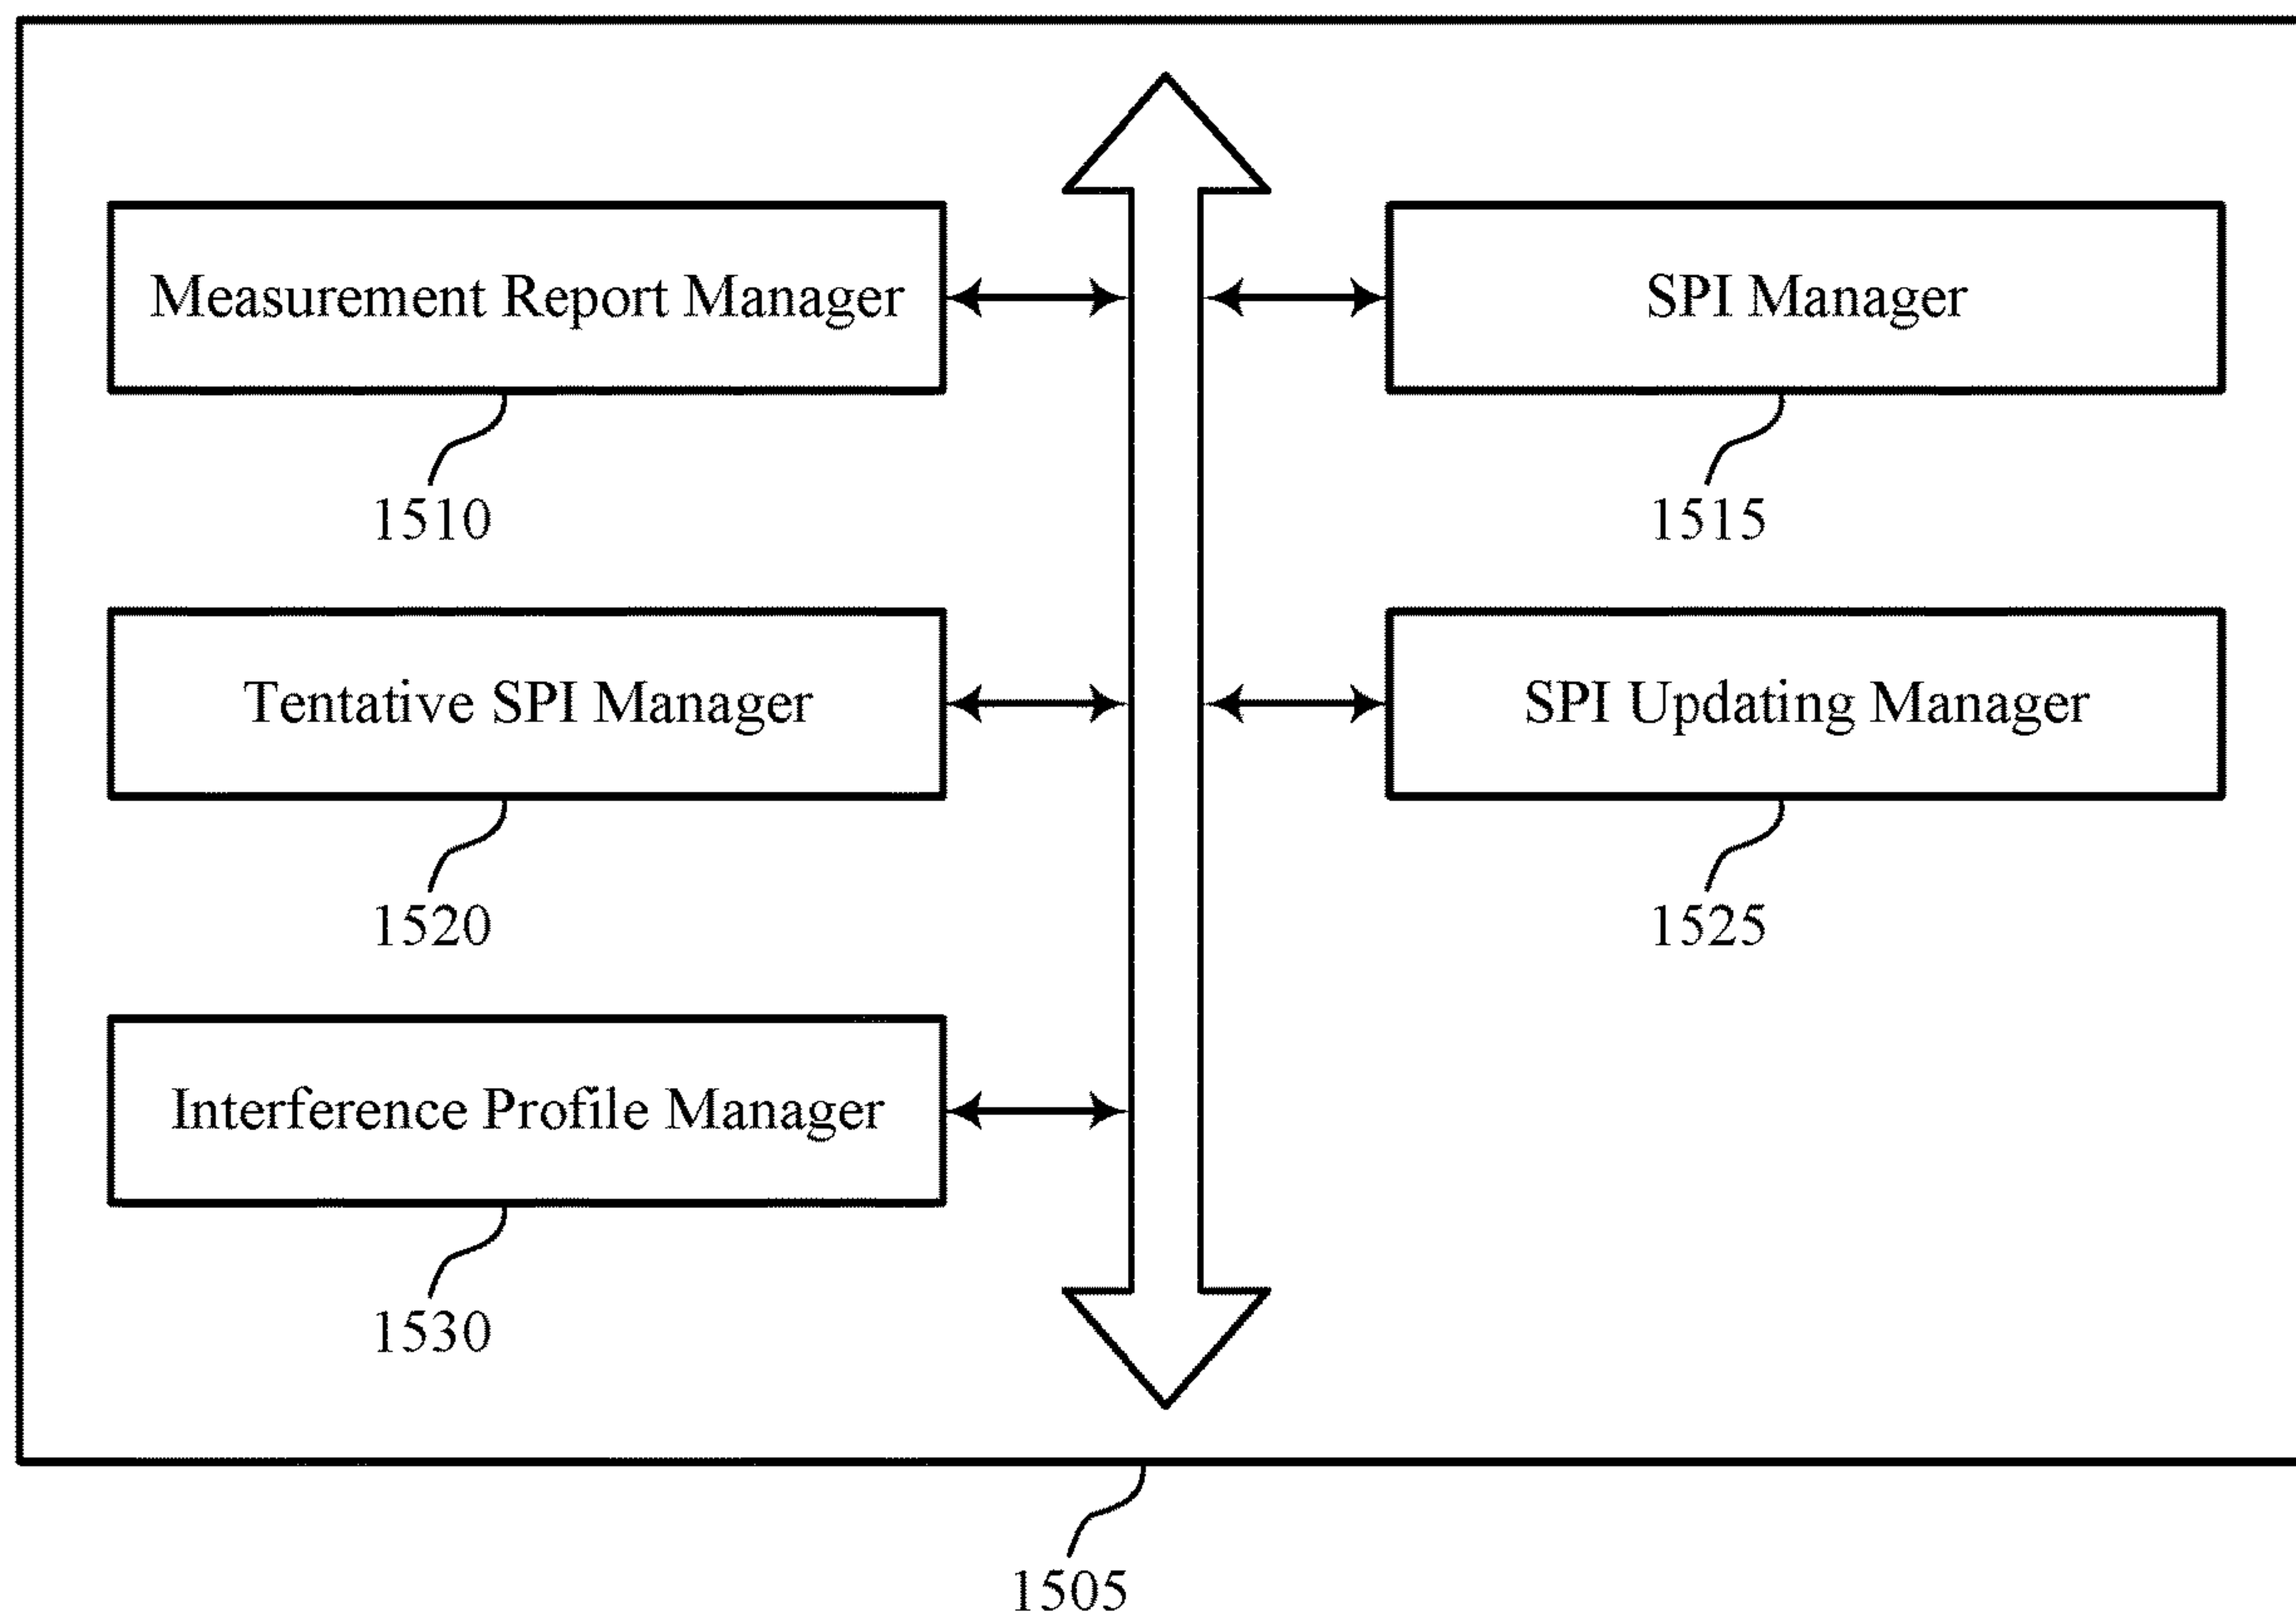 Measurement Report Manager
SPI Manager
1510
1515
Tentative SPI Manager
SPI Updating Manager
1520
1525
Interference Profile Manager
1530
1505